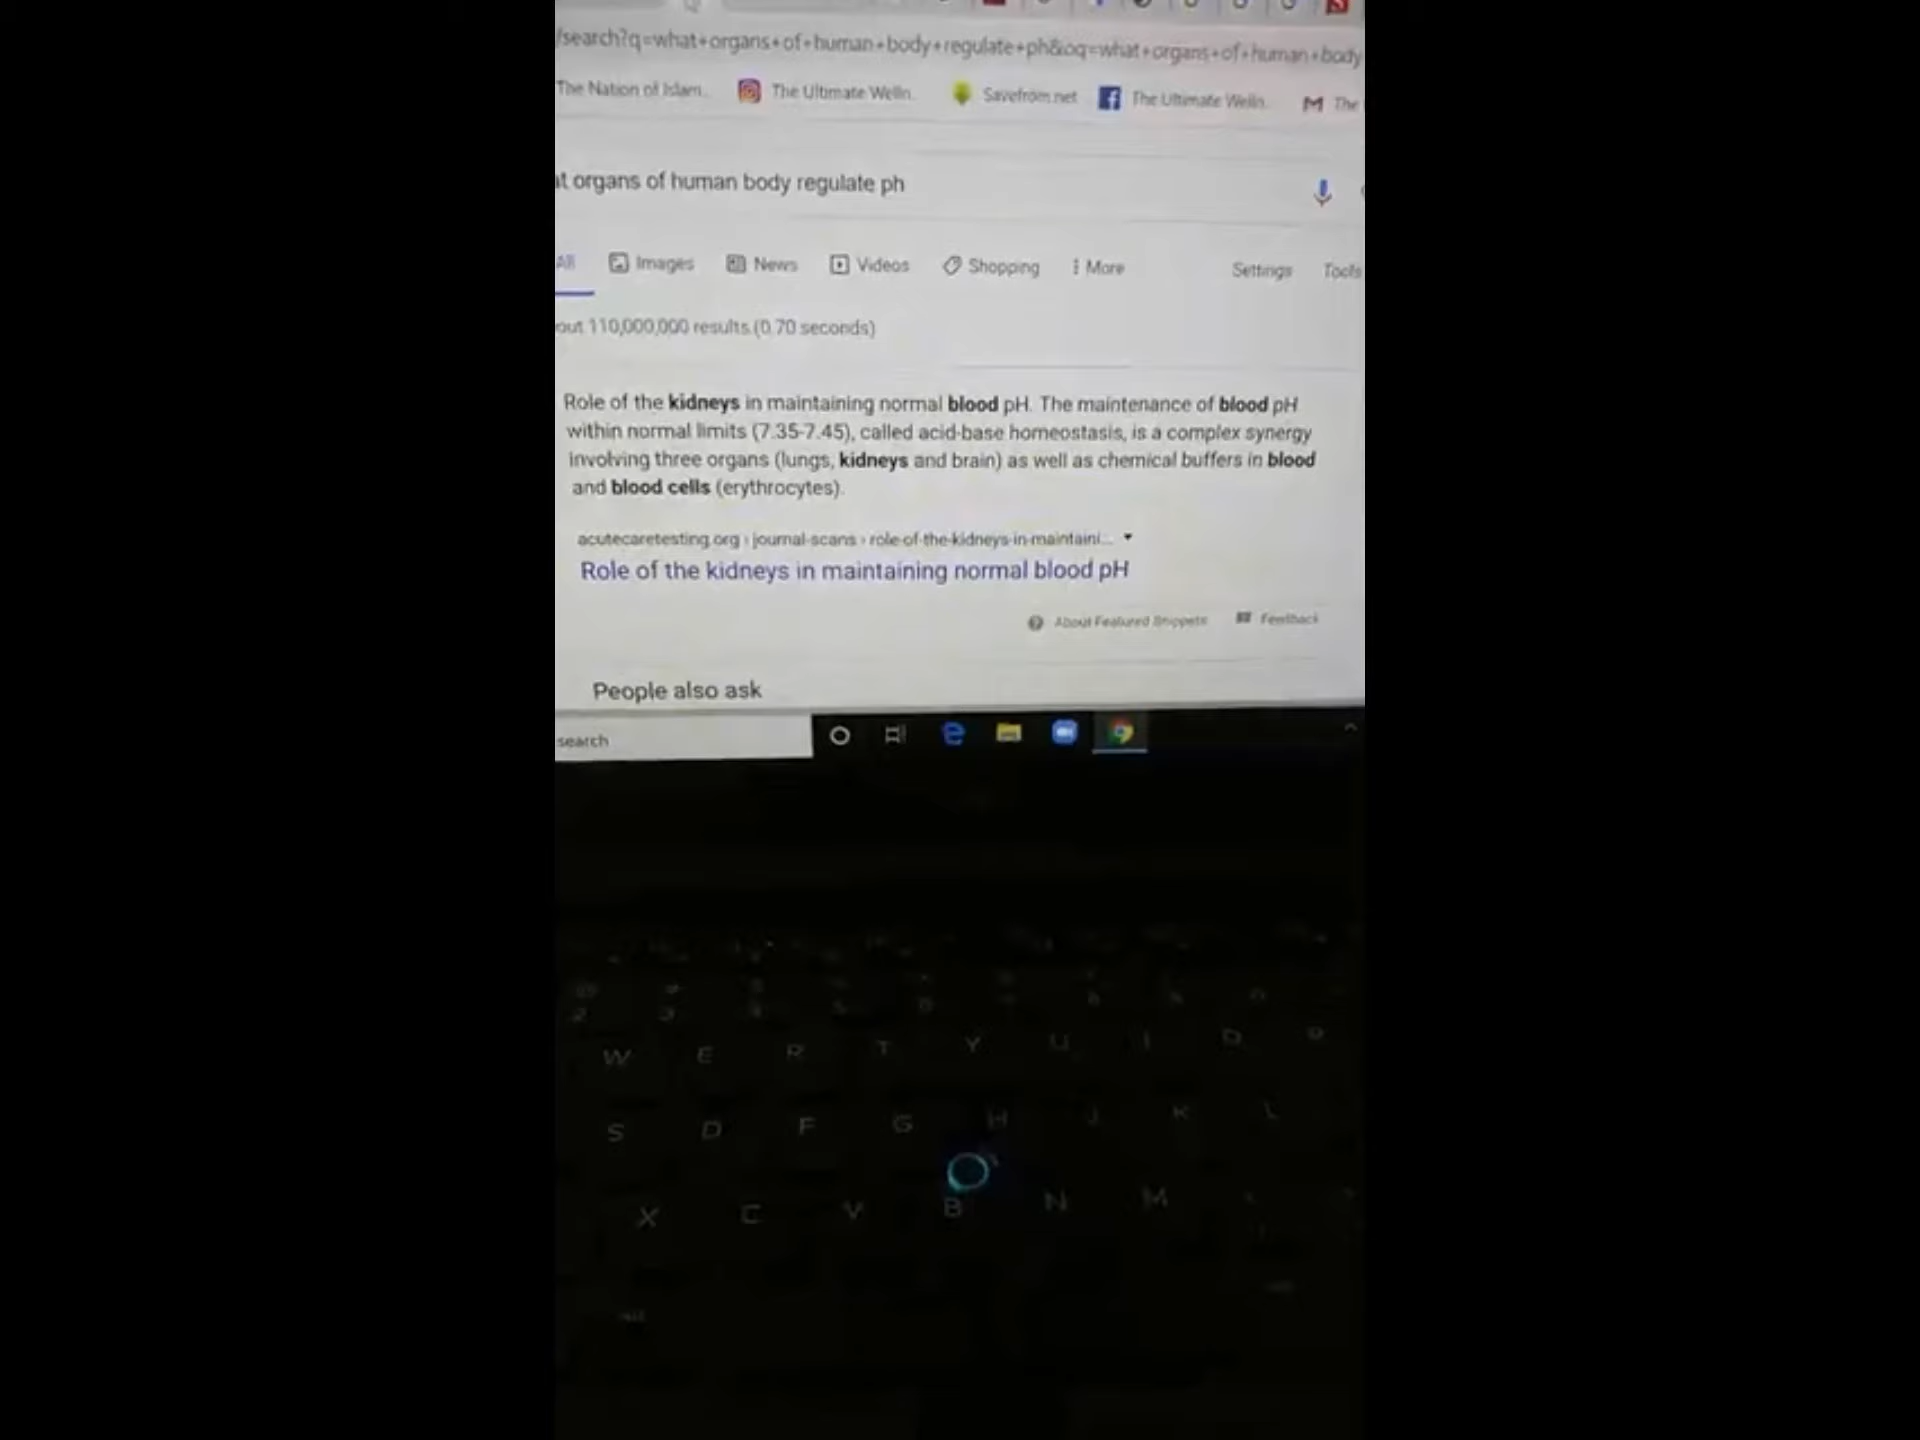 /search?q=what+organs+of+human+body+regulate+ph&oq=what+organs+of+human+body
The Nation of Islam... The Ultimate Welln... Savefrom.net The Ultimate Welln... The
at organs of human body regulate ph
All Images News Videos Shopping More Settings Tools
out 110,000,000 results (0.70 seconds)
Role of the kidneys in maintaining normal blood pH. The maintenance of blood pH
within normal limits (7.35-7.45), called acid-base homeostasis, is a complex synergy
involving three organs (lungs, kidneys and brain) as well as chemical buffers in blood
and blood cells (erythrocytes).
acutecaretesting.org › journal-scans › role-of-the-kidneys-in-maintaini...
Role of the kidneys in maintaining normal blood pH
About Featured Snippets Feedback
People also ask
search
W E R T Y U I O P
S D F G H J K L
X C V B N M